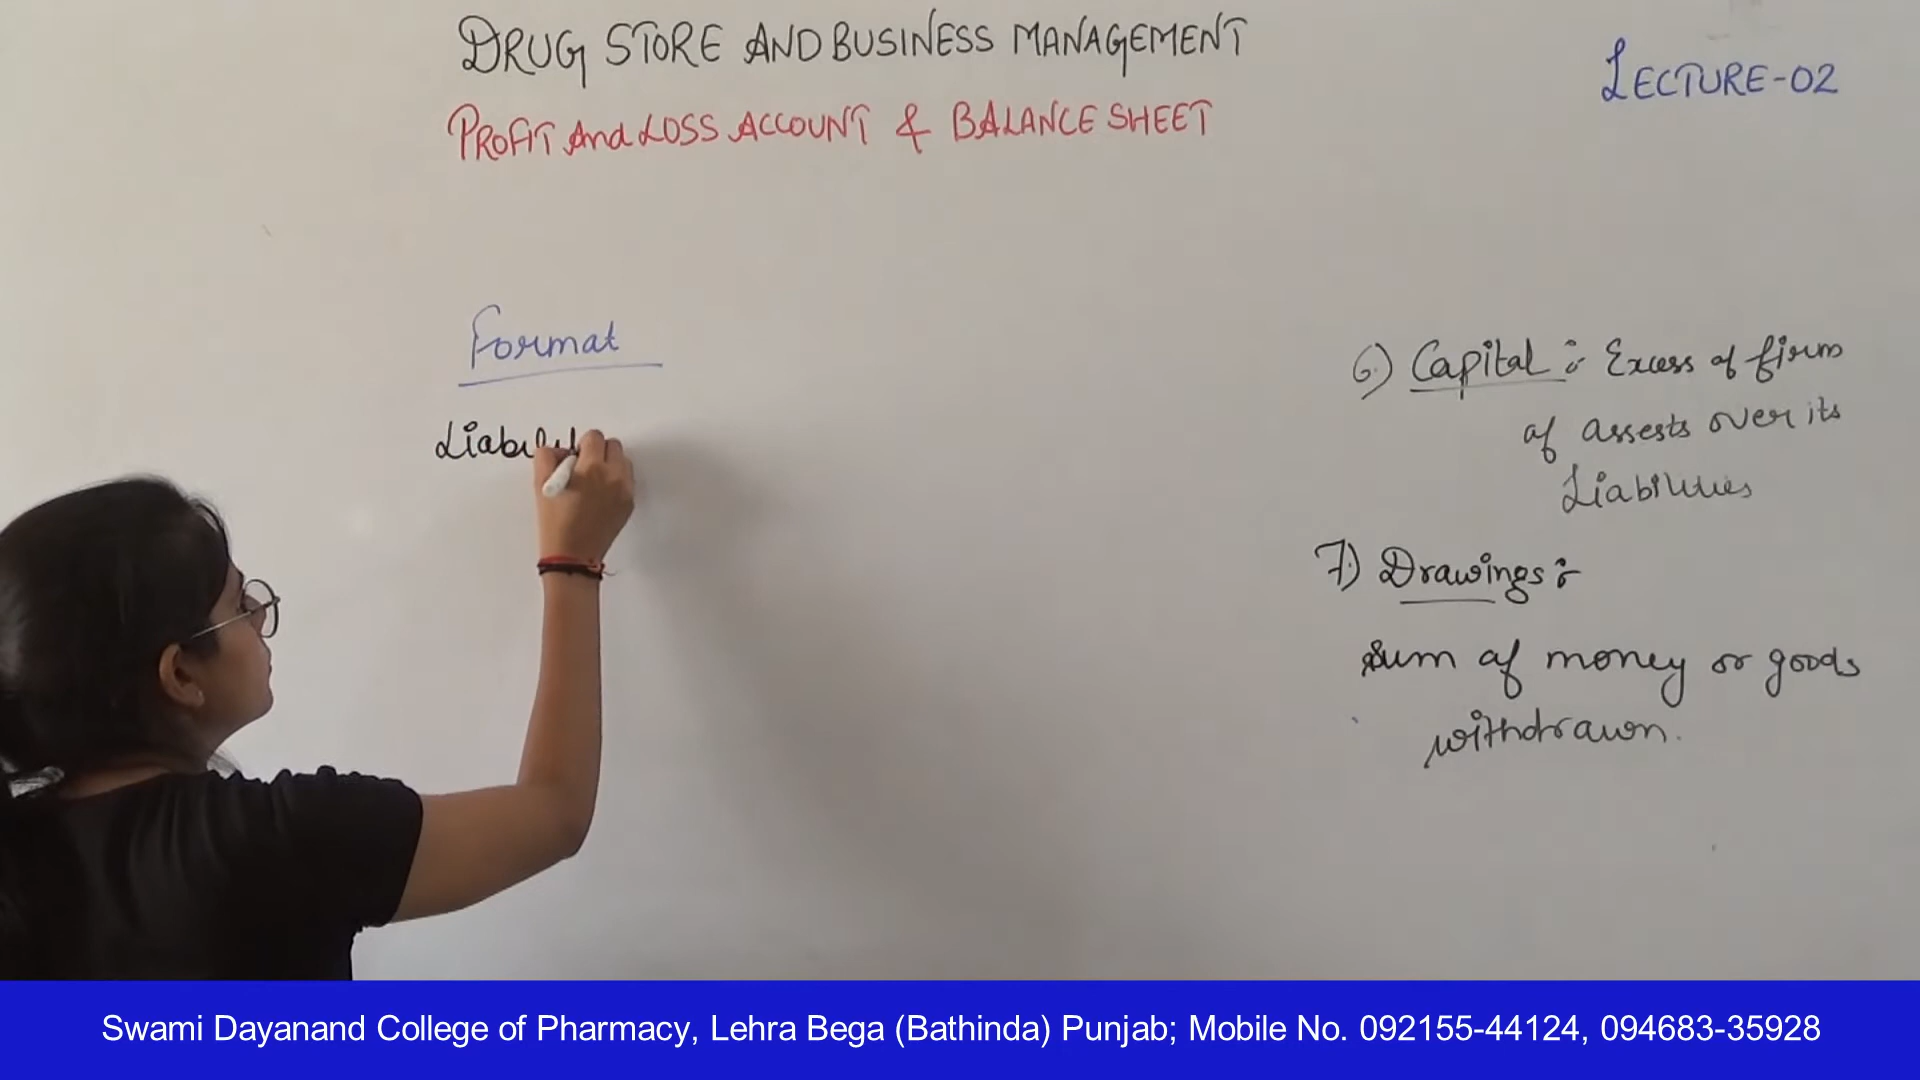 DRUG STORE AND BUSINESS MANAGEMENT
LECTURE-02
PROFIT And LOSS ACCOUNT & BALANCE SHEET
Format
Liabilit
6) Capital : Excess of firm
of assests over its
Liabilities
7) Drawings :-
Sum of money or goods
withdrawn.
Swami Dayanand College of Pharmacy, Lehra Bega (Bathinda) Punjab; Mobile No. 092155-44124, 094683-35928